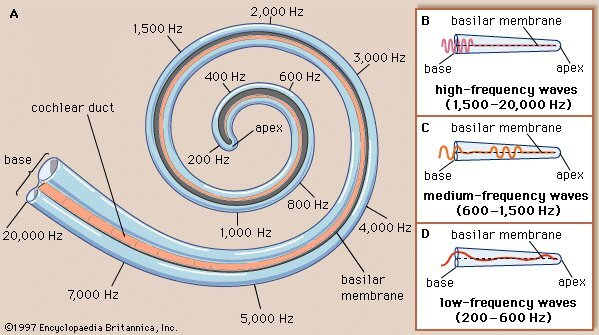 A
2,000 Hz
1,500 Hz
3,000 Hz
400 Hz
600 Hz
cochlear duct
apex
200 Hz
base
800 Hz
20,000 Hz
1,000 Hz
4,000 Hz
7,000 Hz
basilar
membrane
5,000 Hz
©1997 Encyclopaedia Britannica, Inc.
B
basilar membrane
base
apex
high-frequency waves
(1,500-20,000 Hz)
C
basilar membrane
base
apex
medium-frequency waves
(600-1,500 Hz)
D
basilar membrane
base
apex
low-frequency waves
(200-600 Hz)